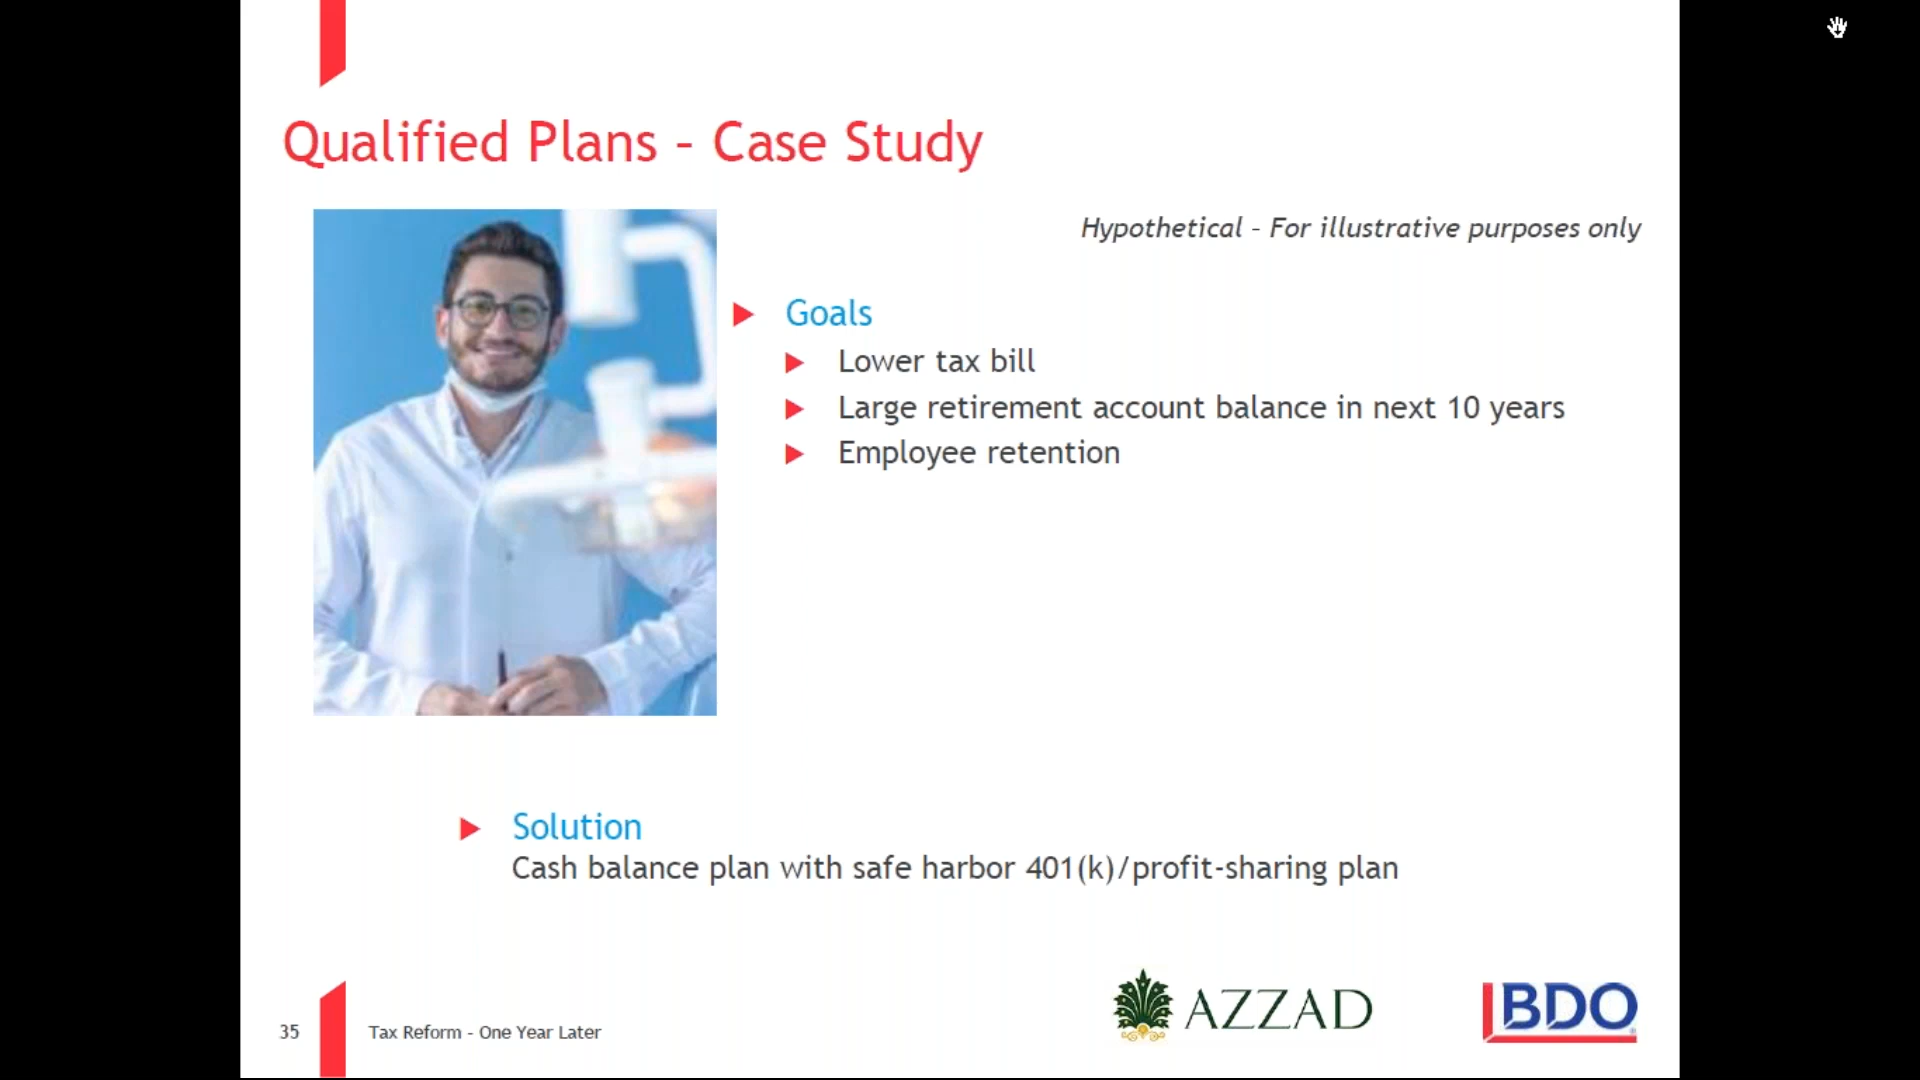 Qualified Plans – Case Study
Hypothetical – For illustrative purposes only
Goals
Lower tax bill
Large retirement account balance in next 10 years
Employee retention
Solution
Cash balance plan with safe harbor 401(k)/profit-sharing plan
35
Tax Reform - One Year Later
AZZAD
BDO